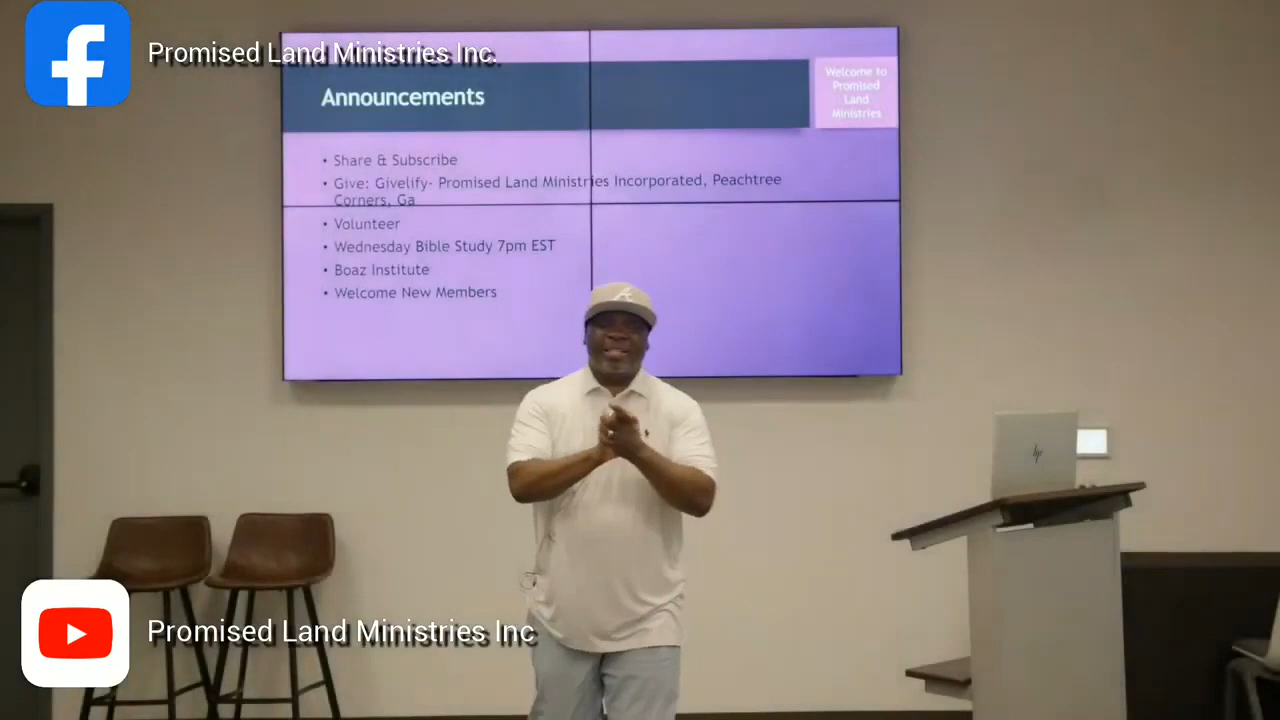 Promised Land Ministries Inc.
Announcements
Welcome to
Promised
Land
Ministries
• Share & Subscribe
• Give: Givelify- Promised Land Ministries Incorporated, Peachtree
Corners, Ga
• Volunteer
• Wednesday Bible Study 7pm EST
• Boaz Institute
• Welcome New Members
A
hp
Promised Land Ministries Inc